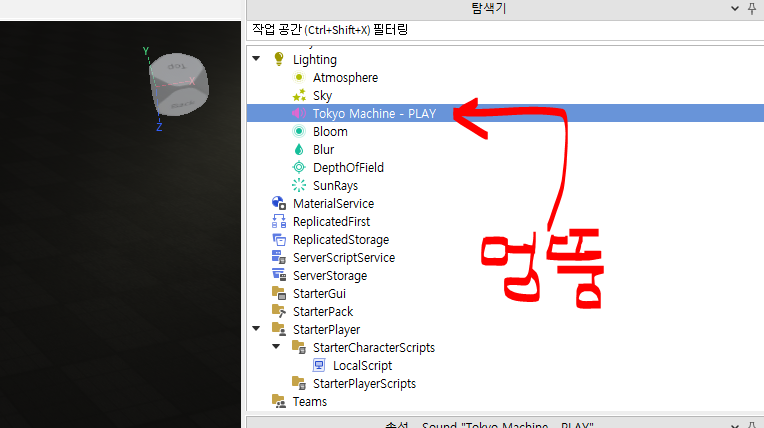 탐색기
작업 공간 (Ctrl+Shift+X) 필터링
Lighting
Atmosphere
Sky
Tokyo Machine - PLAY
Bloom
Blur
DepthOfField
SunRays
MaterialService
ReplicatedFirst
ReplicatedStorage
ServerScriptService
ServerStorage
StarterGui
StarterPack
StarterPlayer
StarterCharacterScripts
LocalScript
StarterPlayerScripts
Teams
속성 - Sound "Tokyo Machine - PLAY"
Y
Top
X
Z